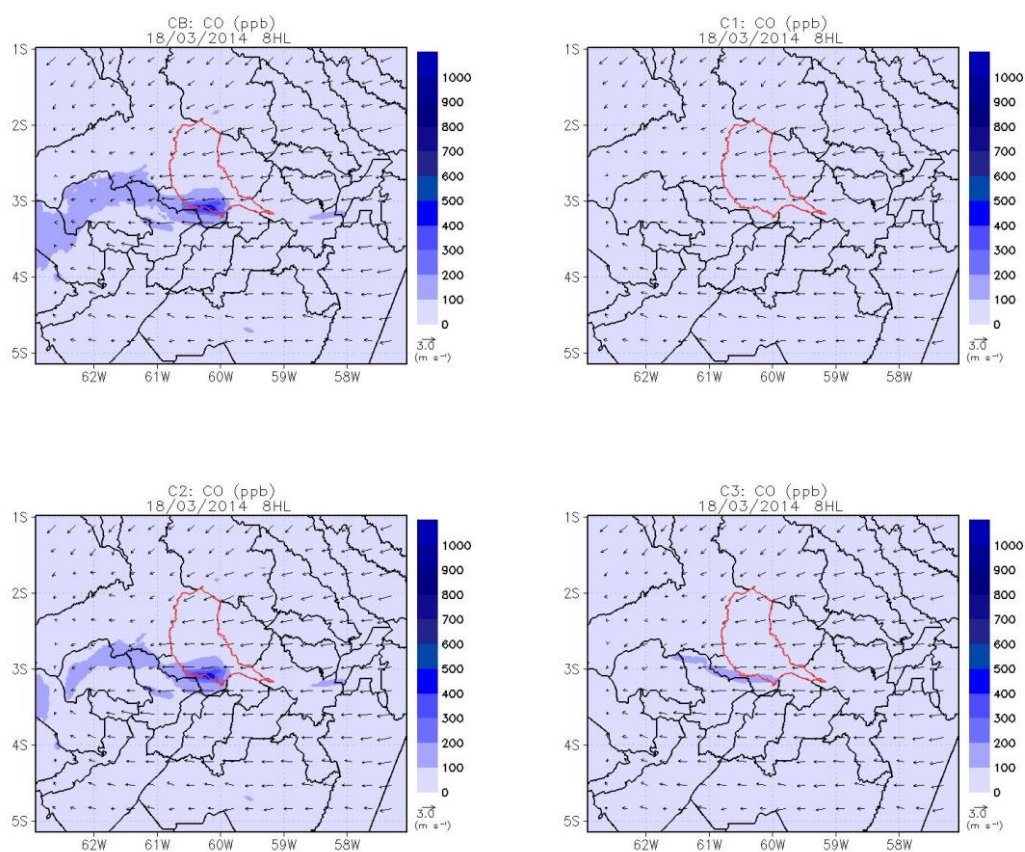 CB: CO (ppb)
18/03/2014 8HL
1S
2S
3S
4S
5S
62W 61W 60W 59W 58W
1000
900
800
700
600
500
400
300
200
100
0
3.0
(m s⁻¹)
C1: CO (ppb)
18/03/2014 8HL
1S
2S
3S
4S
5S
62W 61W 60W 59W 58W
1000
900
800
700
600
500
400
300
200
100
0
3.0
(m s⁻¹)
C2: CO (ppb)
18/03/2014 8HL
1S
2S
3S
4S
5S
62W 61W 60W 59W 58W
1000
900
800
700
600
500
400
300
200
100
0
3.0
(m s⁻¹)
C3: CO (ppb)
18/03/2014 8HL
1S
2S
3S
4S
5S
62W 61W 60W 59W 58W
1000
900
800
700
600
500
400
300
200
100
0
3.0
(m s⁻¹)